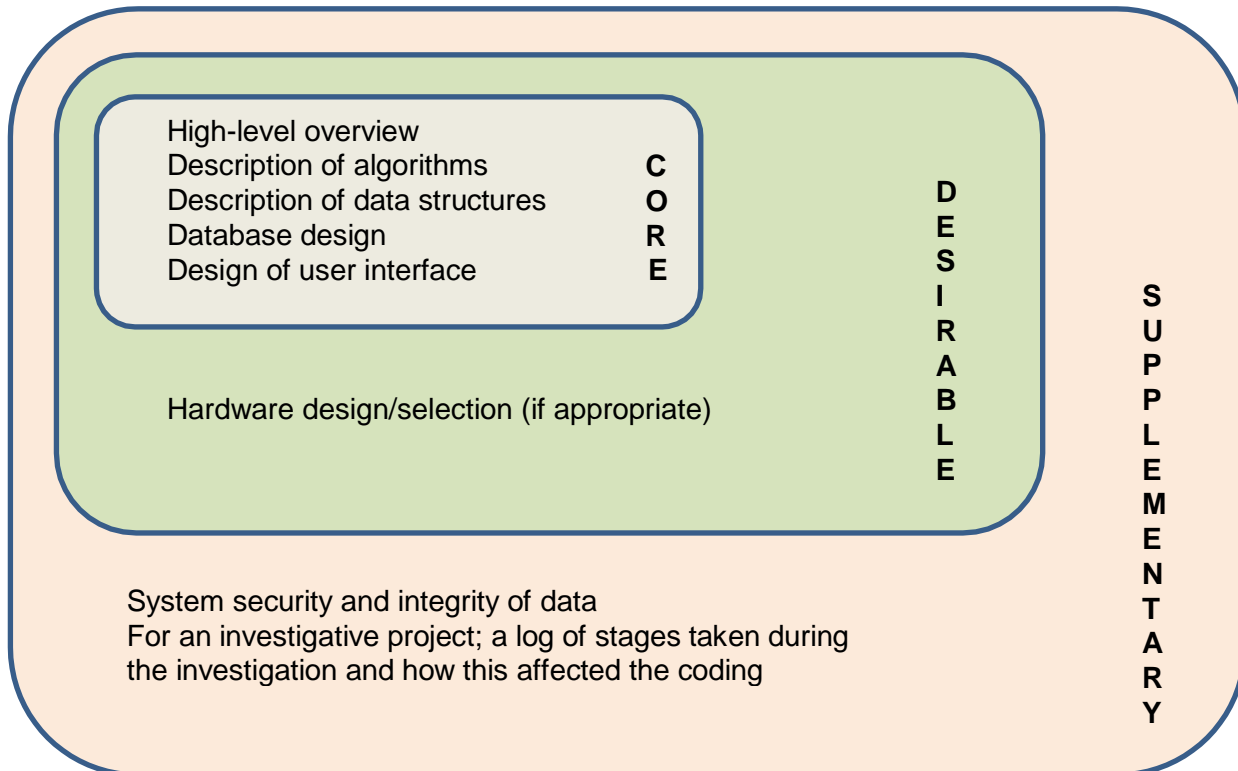 High-level overview
Description of algorithms
Description of data structures
Database design
Design of user interface
CORE
Hardware design/selection (if appropriate)
DESIRABLE
System security and integrity of data
For an investigative project; a log of stages taken during
the investigation and how this affected the coding
SUPPLEMENTARY